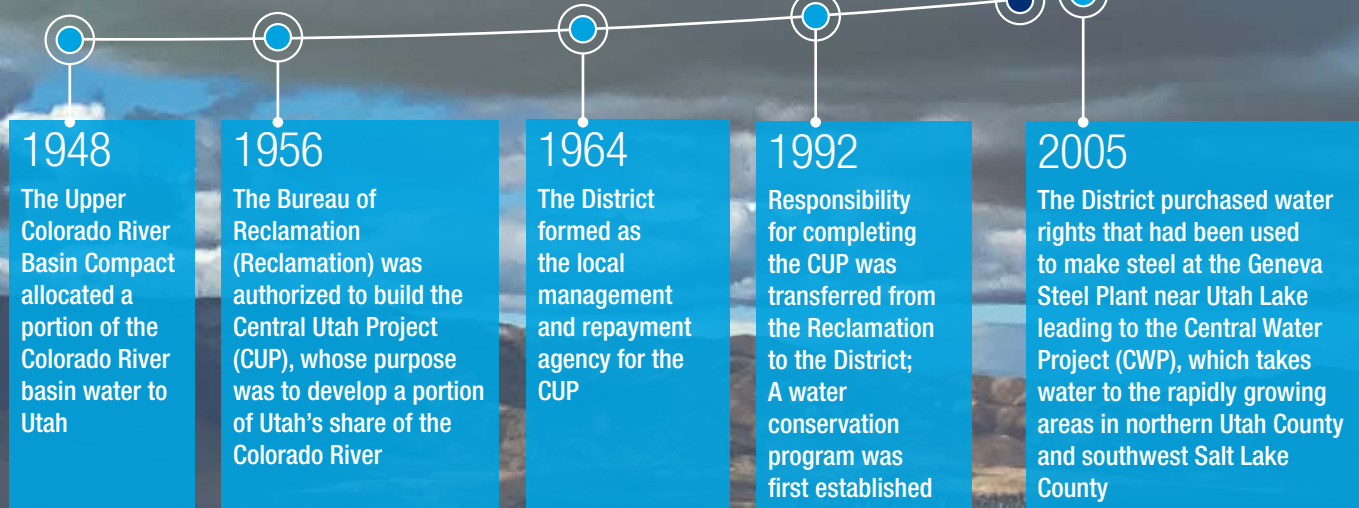 1948
The Upper
Colorado River
Basin Compact
allocated a
portion of the
Colorado River
basin water to
Utah
1956
The Bureau of
Reclamation
(Reclamation) was
authorized to build the
Central Utah Project
(CUP), whose purpose
was to develop a portion
of Utah's share of the
Colorado River
1964
The District
formed as
the local
management
and repayment
agency for the
CUP
1992
Responsibility
for completing
the CUP was
transferred from
the Reclamation
to the District;
A water
conservation
program was
first established
2005
The District purchased water
rights that had been used
to make steel at the Geneva
Steel Plant near Utah Lake
leading to the Central Water
Project (CWP), which takes
water to the rapidly growing
areas in northern Utah County
and southwest Salt Lake
County